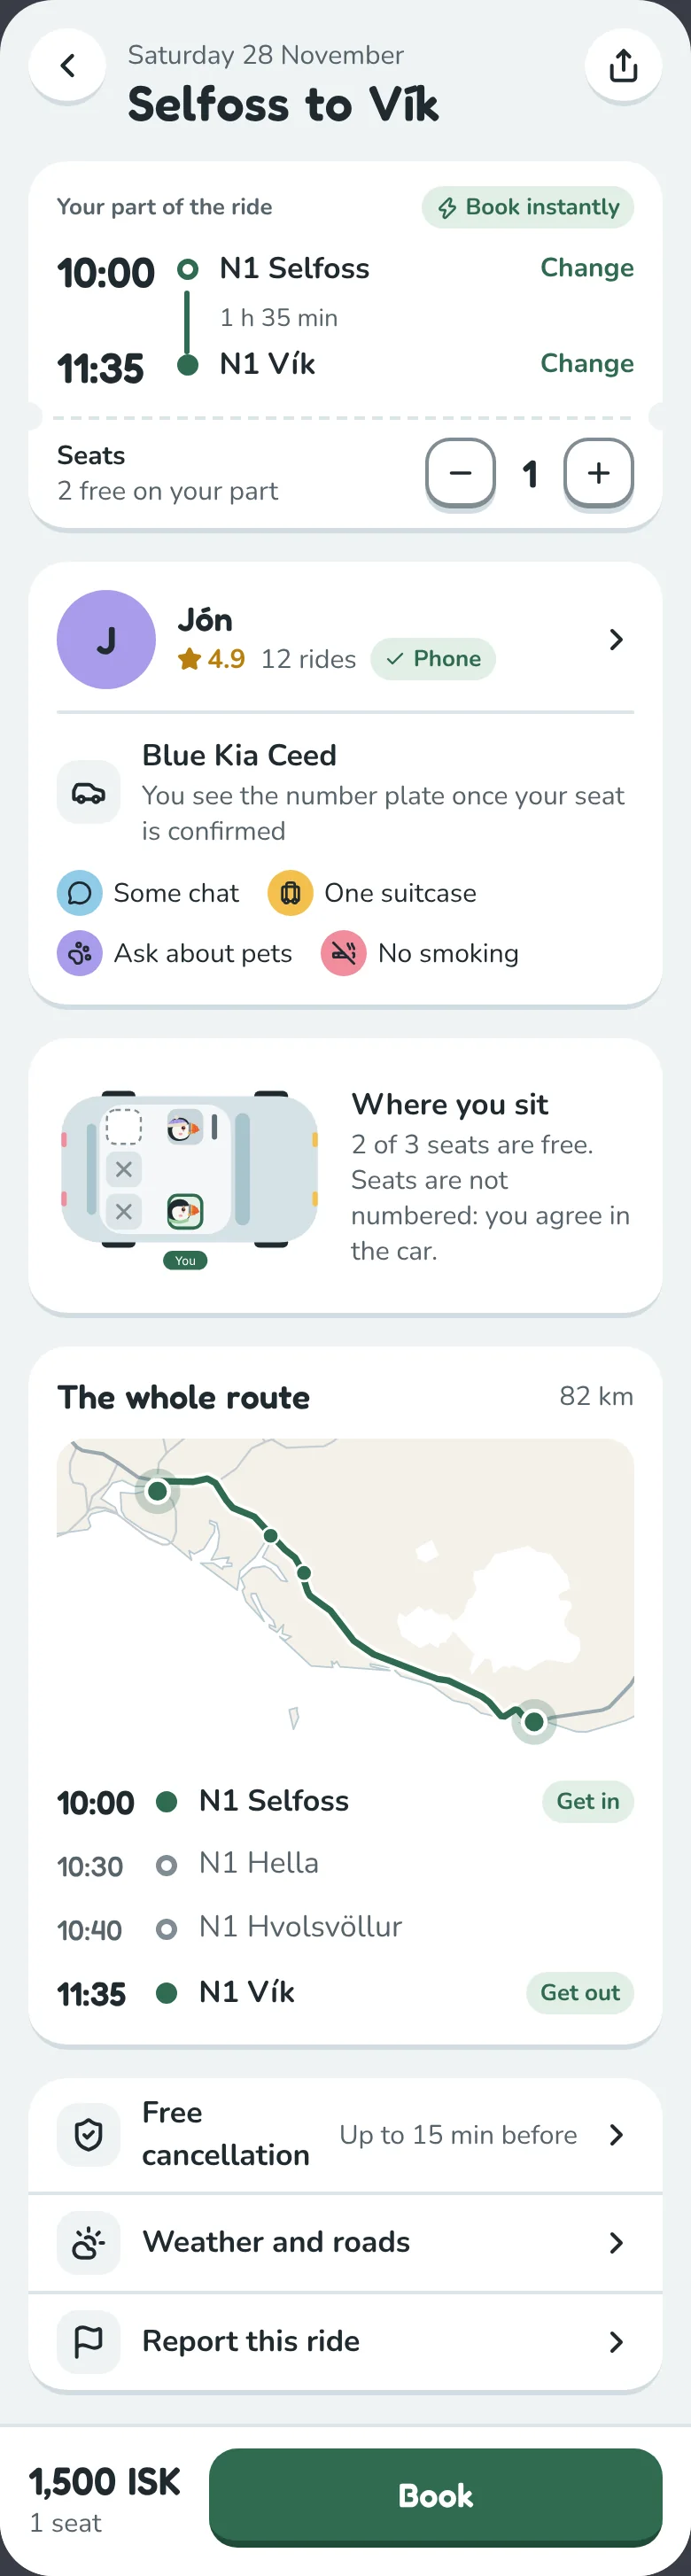 Saturday 28 November
Selfoss to Vík
Your part of the ride
Book instantly
10:00 N1 Selfoss Change
1 h 35 min
11:35 N1 Vík Change
Seats
2 free on your part
1
J
Jón
4.9 12 rides Phone
Blue Kia Ceed
You see the number plate once your seat
is confirmed
Some chat One suitcase
Ask about pets No smoking
You
Where you sit
2 of 3 seats are free.
Seats are not
numbered: you agree in
the car.
The whole route 82 km
10:00 N1 Selfoss Get in
10:30 N1 Hella
10:40 N1 Hvolsvöllur
11:35 N1 Vík Get out
Free
cancellation
Up to 15 min before
Weather and roads
Report this ride
1,500 ISK
1 seat
Book